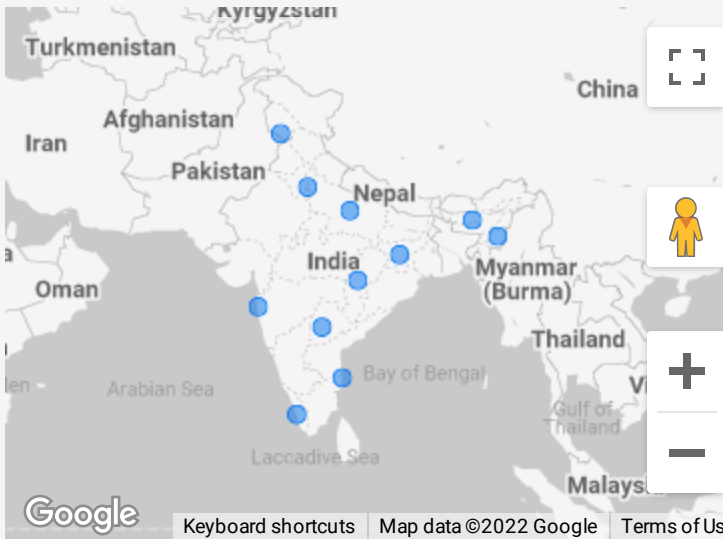 Kyrgyzstan
Turkmenistan
China
Afghanistan
Iran
Pakistan
Nepal
India
Myanmar
(Burma)
Oman
Thailand
Bay of Bengal
Arabian Sea
Gulf of
Thailand
Laccadive Sea
Malaysia
Google
Keyboard shortcuts
Map data ©2022 Google
Terms of Us